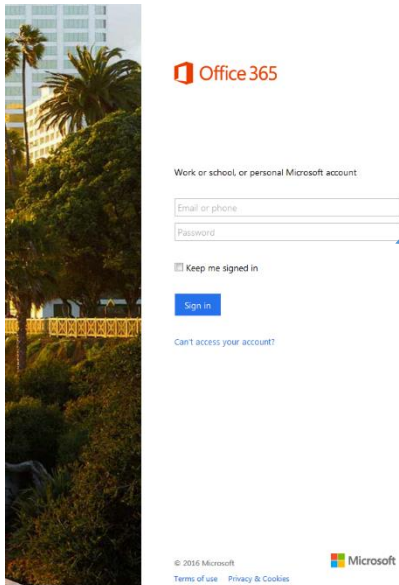 Office 365
Work or school, or personal Microsoft account
Email or phone
Password
Keep me signed in
Sign in
Can't access your account?
© 2016 Microsoft
Microsoft
Terms of use Privacy & Cookies